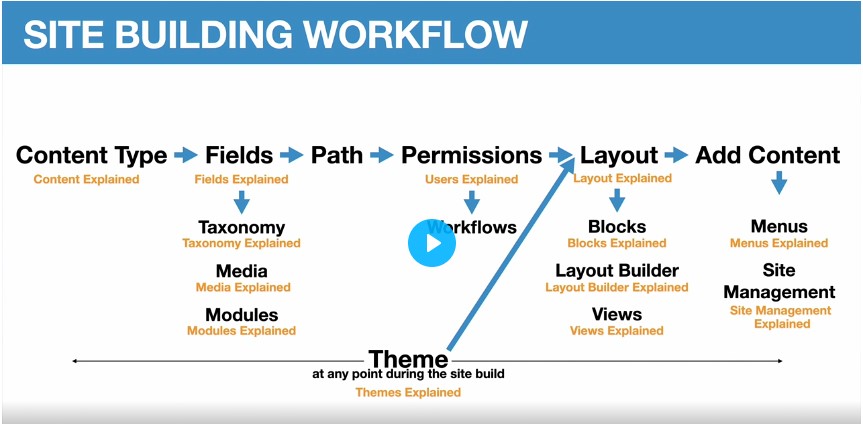 SITE BUILDING WORKFLOW
Content Type
Fields
Path
Permissions
Layout
Add Content
Content Explained
Fields Explained
Users Explained
Layout Explained
Taxonomy
Taxonomy Explained
Media
Media Explained
Modules
Modules Explained
Workflows
Blocks
Blocks Explained
Layout Builder
Layout Builder Explained
Views
Views Explained
Menus
Menus Explained
Site
Management
Site Management
Explained
Theme
at any point during the site build
Themes Explained